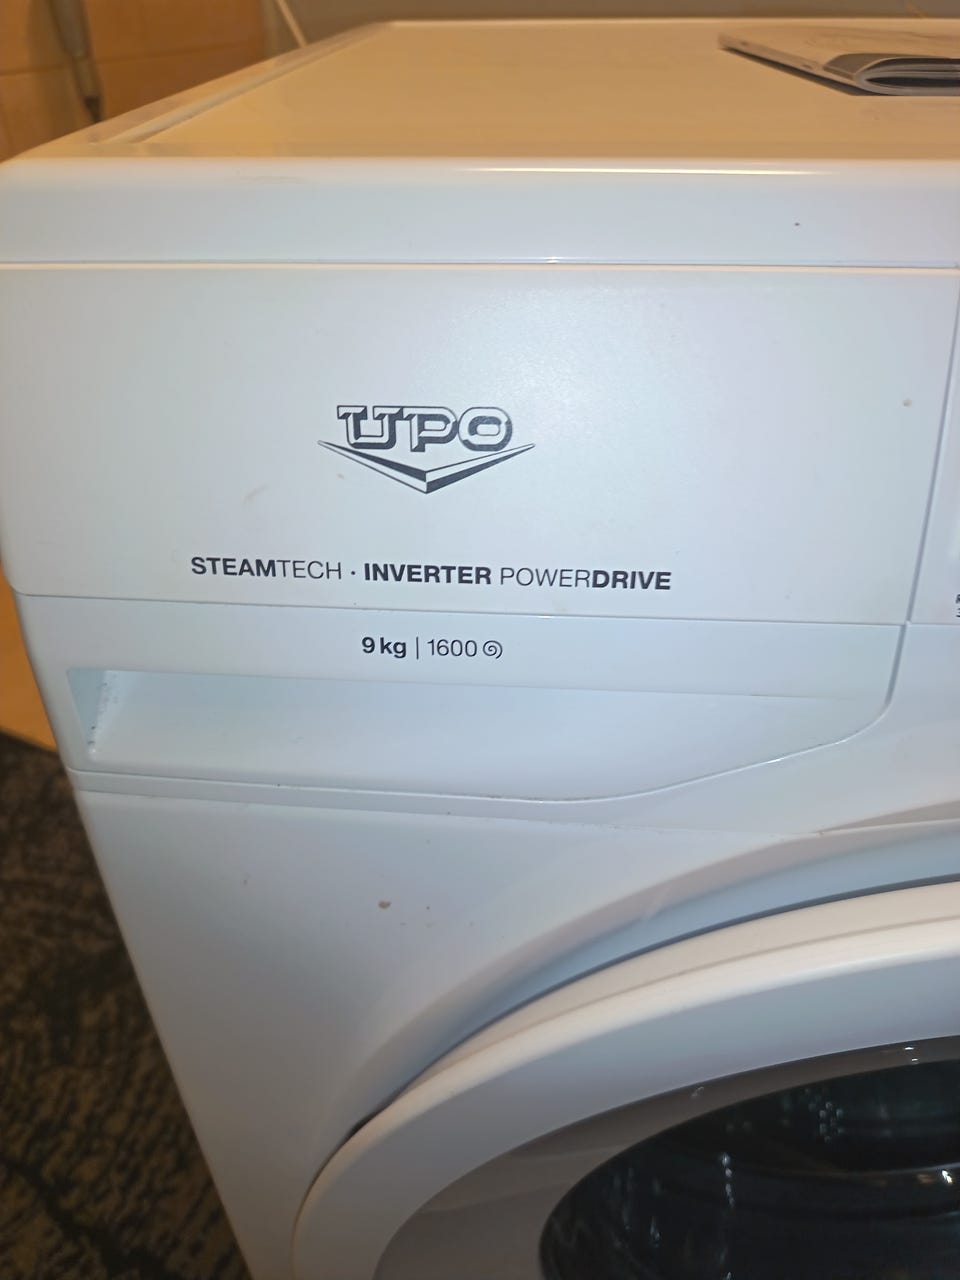 UPO
STEAMTECH · INVERTER POWERDRIVE
9 kg | 1600